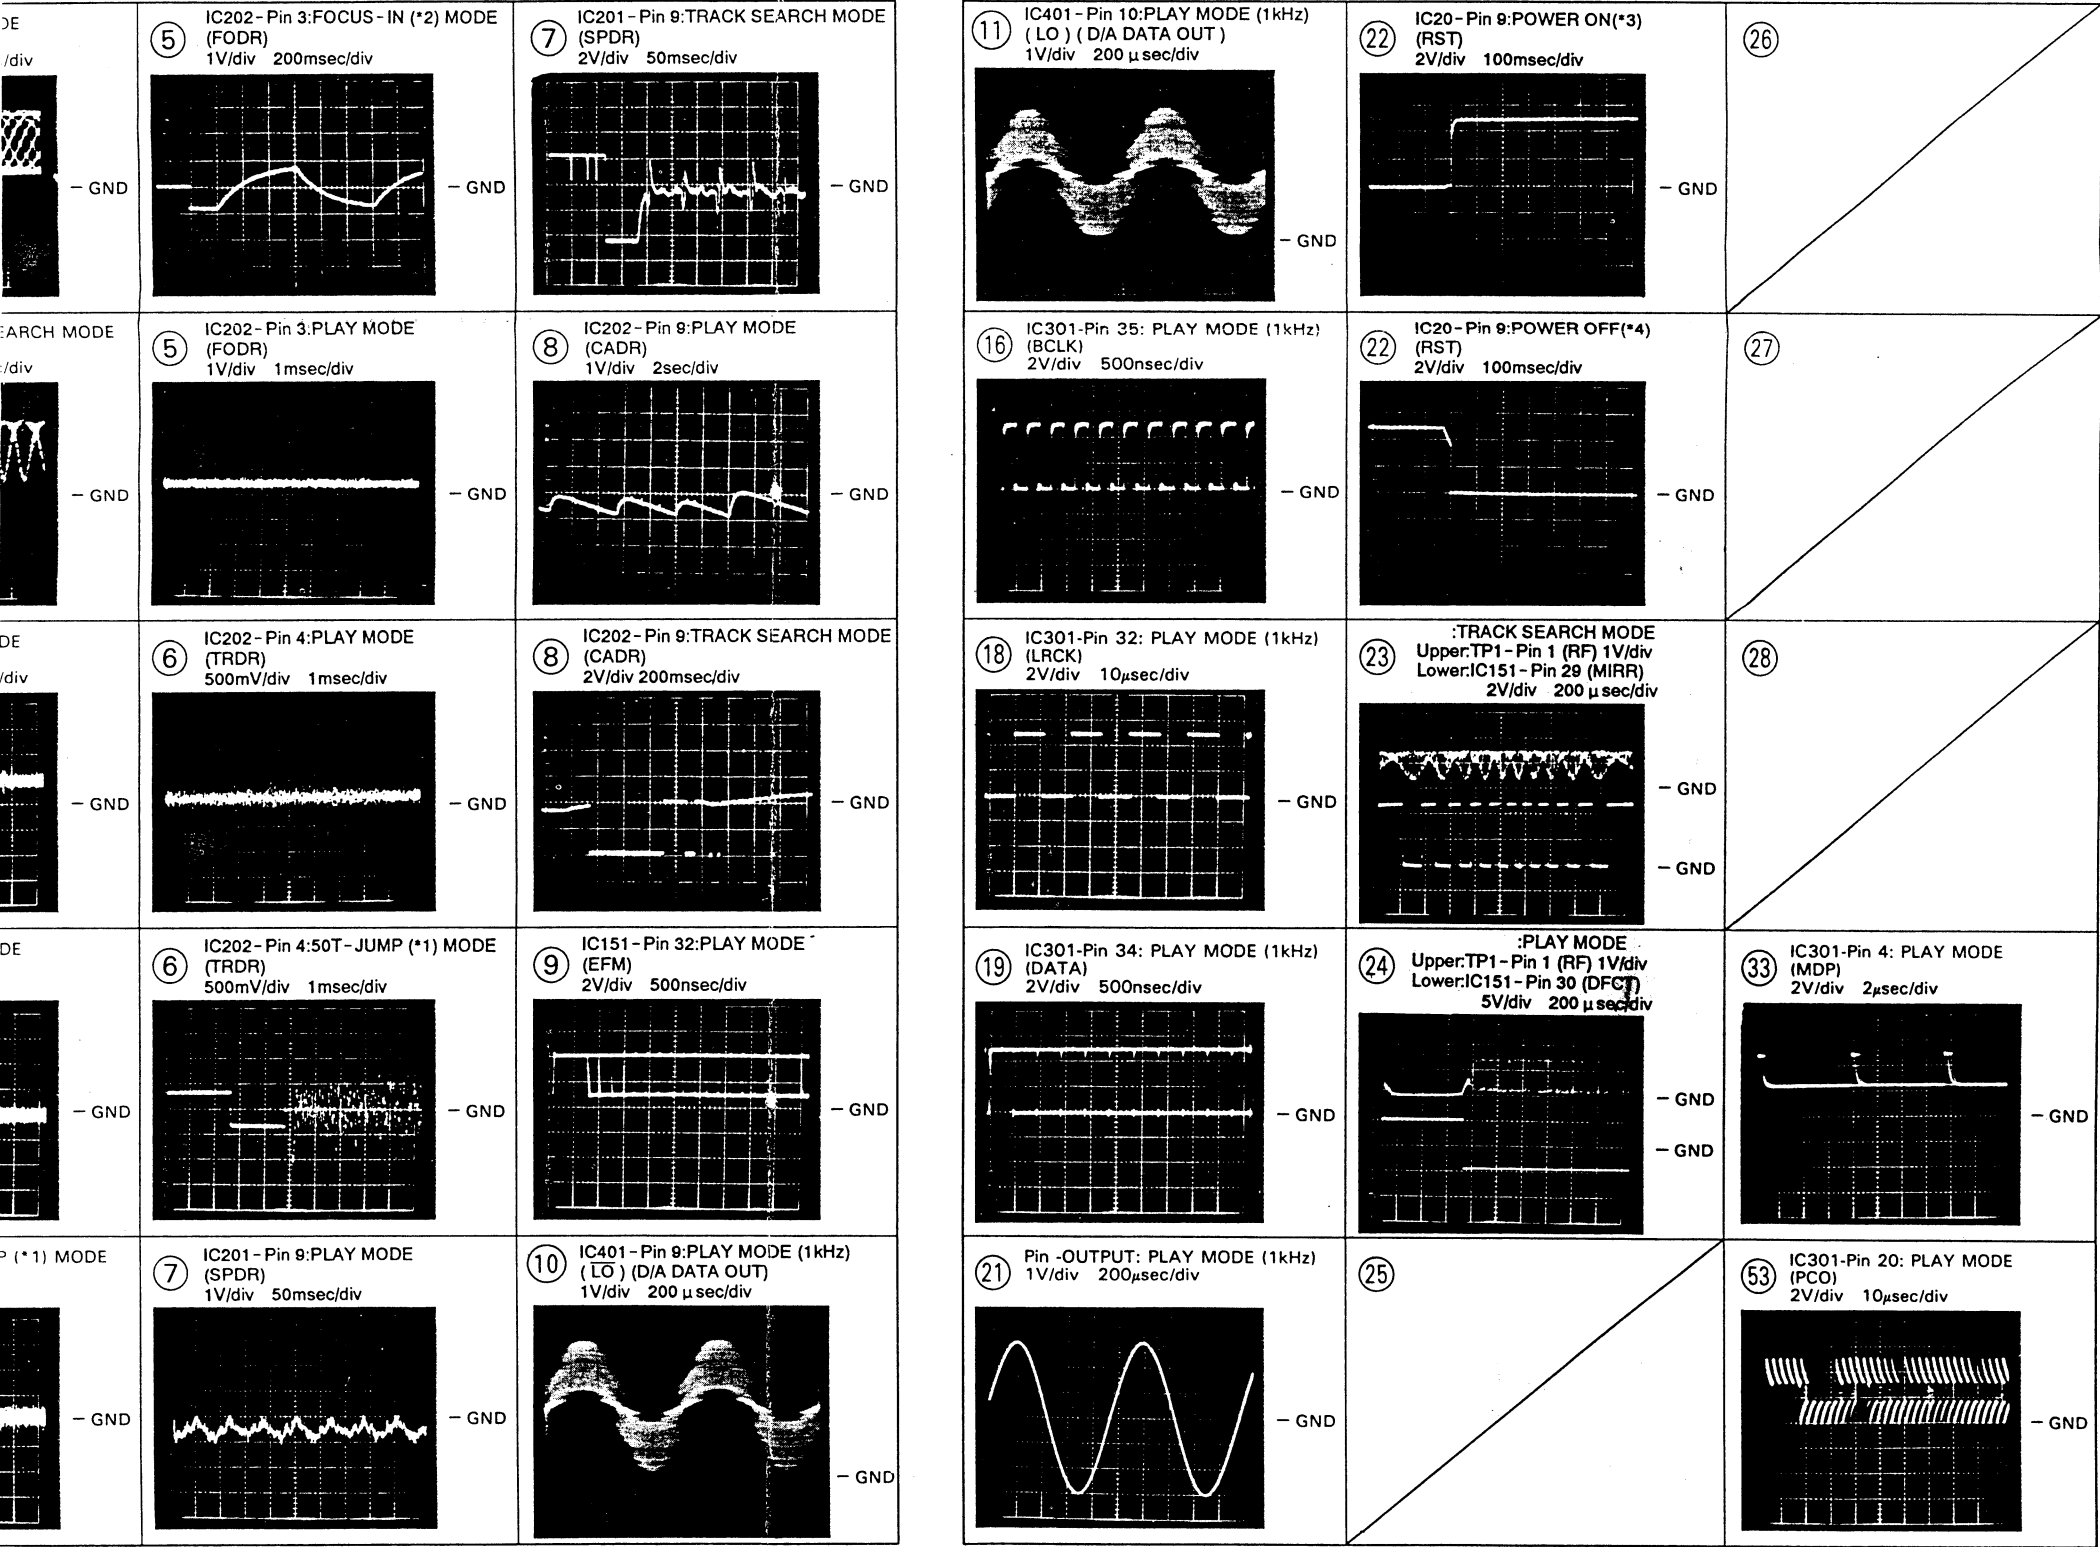 DE
/div
- GND
EARCH MODE
:/div
- GND
DE
/div
- GND
DE
- GND
P (*1) MODE
- GND
5
IC202-Pin 3:FOCUS-IN (*2) MODE
(FODR)
1V/div 200msec/div
- GND
5
IC202-Pin 3:PLAY MODE
(FODR)
1V/div 1msec/div
- GND
6
IC202-Pin 4:PLAY MODE
(TRDR)
500mV/div 1msec/div
- GND
6
IC202-Pin 4:50T-JUMP (*1) MODE
(TRDR)
500mV/div 1msec/div
- GND
7
IC201-Pin 9:PLAY MODE
(SPDR)
1V/div 50msec/div
- GND
7
IC201-Pin 9:TRACK SEARCH MODE
(SPDR)
2V/div 50msec/div
- GND
8
IC202-Pin 9:PLAY MODE
(CADR)
1V/div 2sec/div
- GND
8
IC202-Pin 9:TRACK SEARCH MODE
(CADR)
2V/div 200msec/div
- GND
9
IC151-Pin 32:PLAY MODE
(EFM)
2V/div 500nsec/div
- GND
10
IC401-Pin 9:PLAY MODE (1kHz)
(L̅O̅) (D/A DATA OUT)
1V/div 200 μsec/div
- GND
11
IC401-Pin 10:PLAY MODE (1kHz)
(LO) (D/A DATA OUT)
1V/div 200 μsec/div
- GND
16
IC301-Pin 35: PLAY MODE (1kHz)
(BCLK)
2V/div 500nsec/div
- GND
18
IC301-Pin 32: PLAY MODE (1kHz)
(LRCK)
2V/div 10μsec/div
- GND
19
IC301-Pin 34: PLAY MODE (1kHz)
(DATA)
2V/div 500nsec/div
- GND
21
Pin -OUTPUT: PLAY MODE (1kHz)
1V/div 200μsec/div
- GND
22
IC20-Pin 9:POWER ON(*3)
(RST)
2V/div 100msec/div
- GND
22
IC20-Pin 9:POWER OFF(*4)
(RST)
2V/div 100msec/div
- GND
23
:TRACK SEARCH MODE
Upper:TP1-Pin 1 (RF) 1V/div
Lower:IC151-Pin 29 (MIRR)
2V/div 200 μsec/div
- GND
- GND
24
:PLAY MODE
Upper:TP1-Pin 1 (RF) 1V/div
Lower:IC151-Pin 30 (DFCT)
5V/div 200 μsec/div
- GND
- GND
25
26
27
28
33
IC301-Pin 4: PLAY MODE
(MDP)
2V/div 2μsec/div
- GND
53
IC301-Pin 20: PLAY MODE
(PCO)
2V/div 10μsec/div
- GND